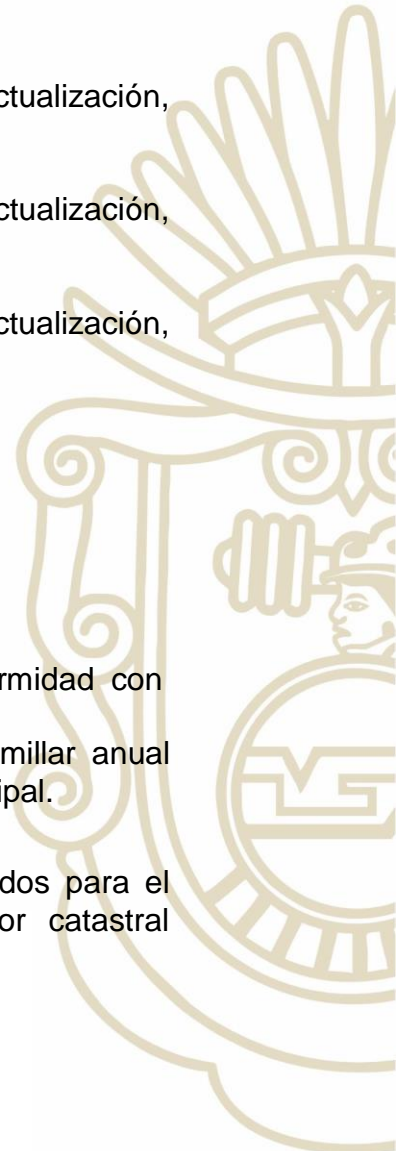 ctualización,
ctualización,
ctualización,
rmidad con
millar anual
ipal.
dos para el
or catastral